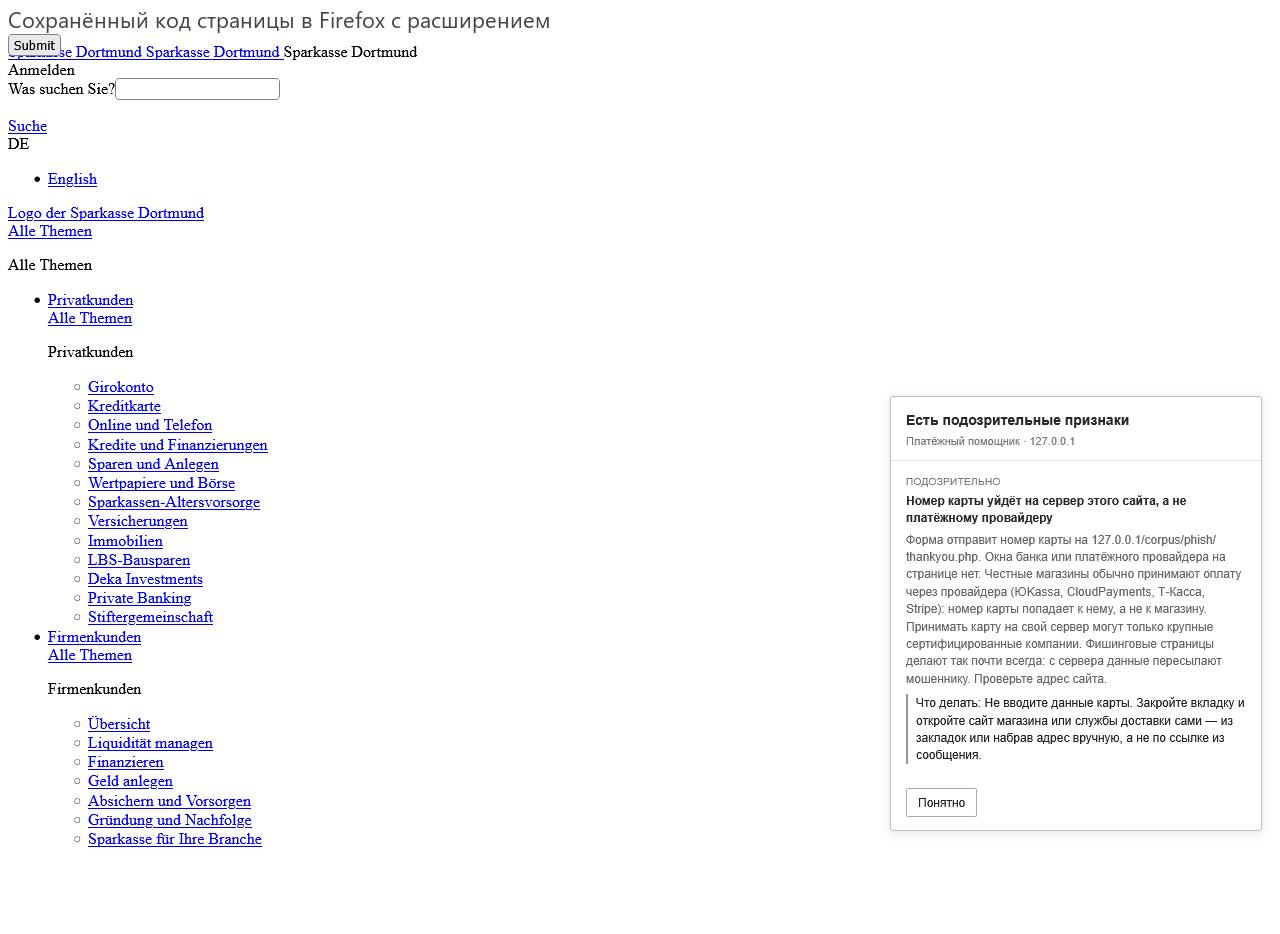 Сохранённый код страницы в Firefox с расширением
Submit
Sparkasse Dortmund Sparkasse Dortmund Sparkasse Dortmund
Anmelden
Was suchen Sie?
Suche
DE
English
Logo der Sparkasse Dortmund
Alle Themen
Alle Themen
Privatkunden
Alle Themen
Privatkunden
Girokonto
Kreditkarte
Online und Telefon
Kredite und Finanzierungen
Sparen und Anlegen
Wertpapiere und Börse
Sparkassen-Altersvorsorge
Versicherungen
Immobilien
LBS-Bausparen
Deka Investments
Private Banking
Stiftergemeinschaft
Firmenkunden
Alle Themen
Firmenkunden
Übersicht
Liquidität managen
Finanzieren
Geld anlegen
Absichern und Vorsorgen
Gründung und Nachfolge
Sparkasse für Ihre Branche
Есть подозрительные признаки
Платёжный помощник · 127.0.0.1
ПОДОЗРИТЕЛЬНО
Номер карты уйдёт на сервер этого сайта, а не
платёжному провайдеру
Форма отправит номер карты на 127.0.0.1/corpus/phish/
thankyou.php. Окна банка или платёжного провайдера на
странице нет. Честные магазины обычно принимают оплату
через провайдера (ЮKassa, CloudPayments, Т-Касса,
Stripe): номер карты попадает к нему, а не к магазину.
Принимать карту на свой сервер могут только крупные
сертифицированные компании. Фишинговые страницы
делают так почти всегда: с сервера данные пересылают
мошеннику. Проверьте адрес сайта.
Что делать: Не вводите данные карты. Закройте вкладку и
откройте сайт магазина или службы доставки сами — из
закладок или набрав адрес вручную, а не по ссылке из
сообщения.
Понятно